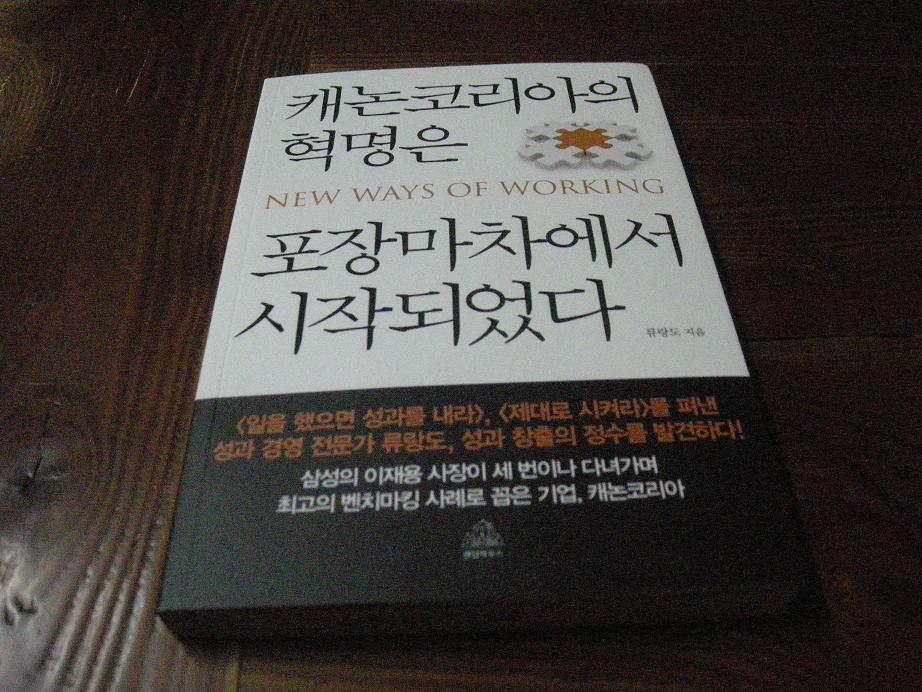 캐논코리아의
혁명은
NEW WAYS OF WORKING
포장마차에서
시작되었다
류랑도 지음
<일을 했으면 성과를 내라>, <제대로 시켜라>를 펴낸
성과 경영 전문가 류랑도, 성과 창출의 정수를 발견하다!
삼성의 이재용 사장이 세 번이나 다녀가며
최고의 벤치마킹 사례로 꼽은 기업, 캐논코리아